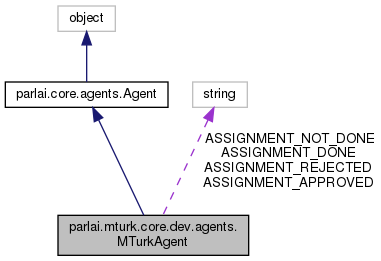 object
parlai.core.agents.Agent
string
ASSIGNMENT_NOT_DONE
ASSIGNMENT_DONE
ASSIGNMENT_REJECTED
ASSIGNMENT_APPROVED
parlai.mturk.core.dev.agents.
MTurkAgent